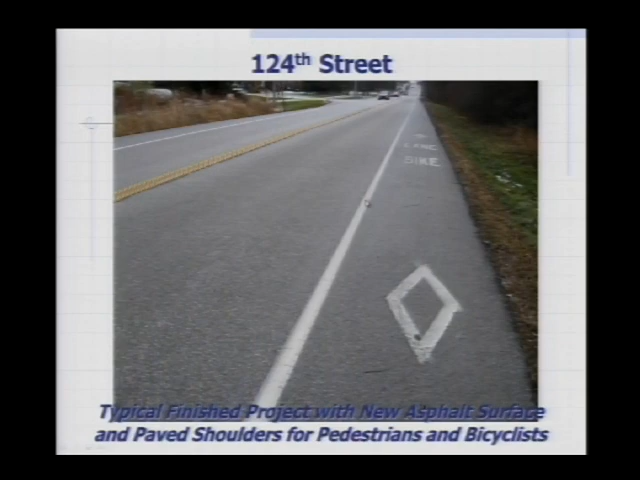 124th Street
LANE
BIKE
Typical Finished Project with New Asphalt Surface
and Paved Shoulders for Pedestrians and Bicyclists